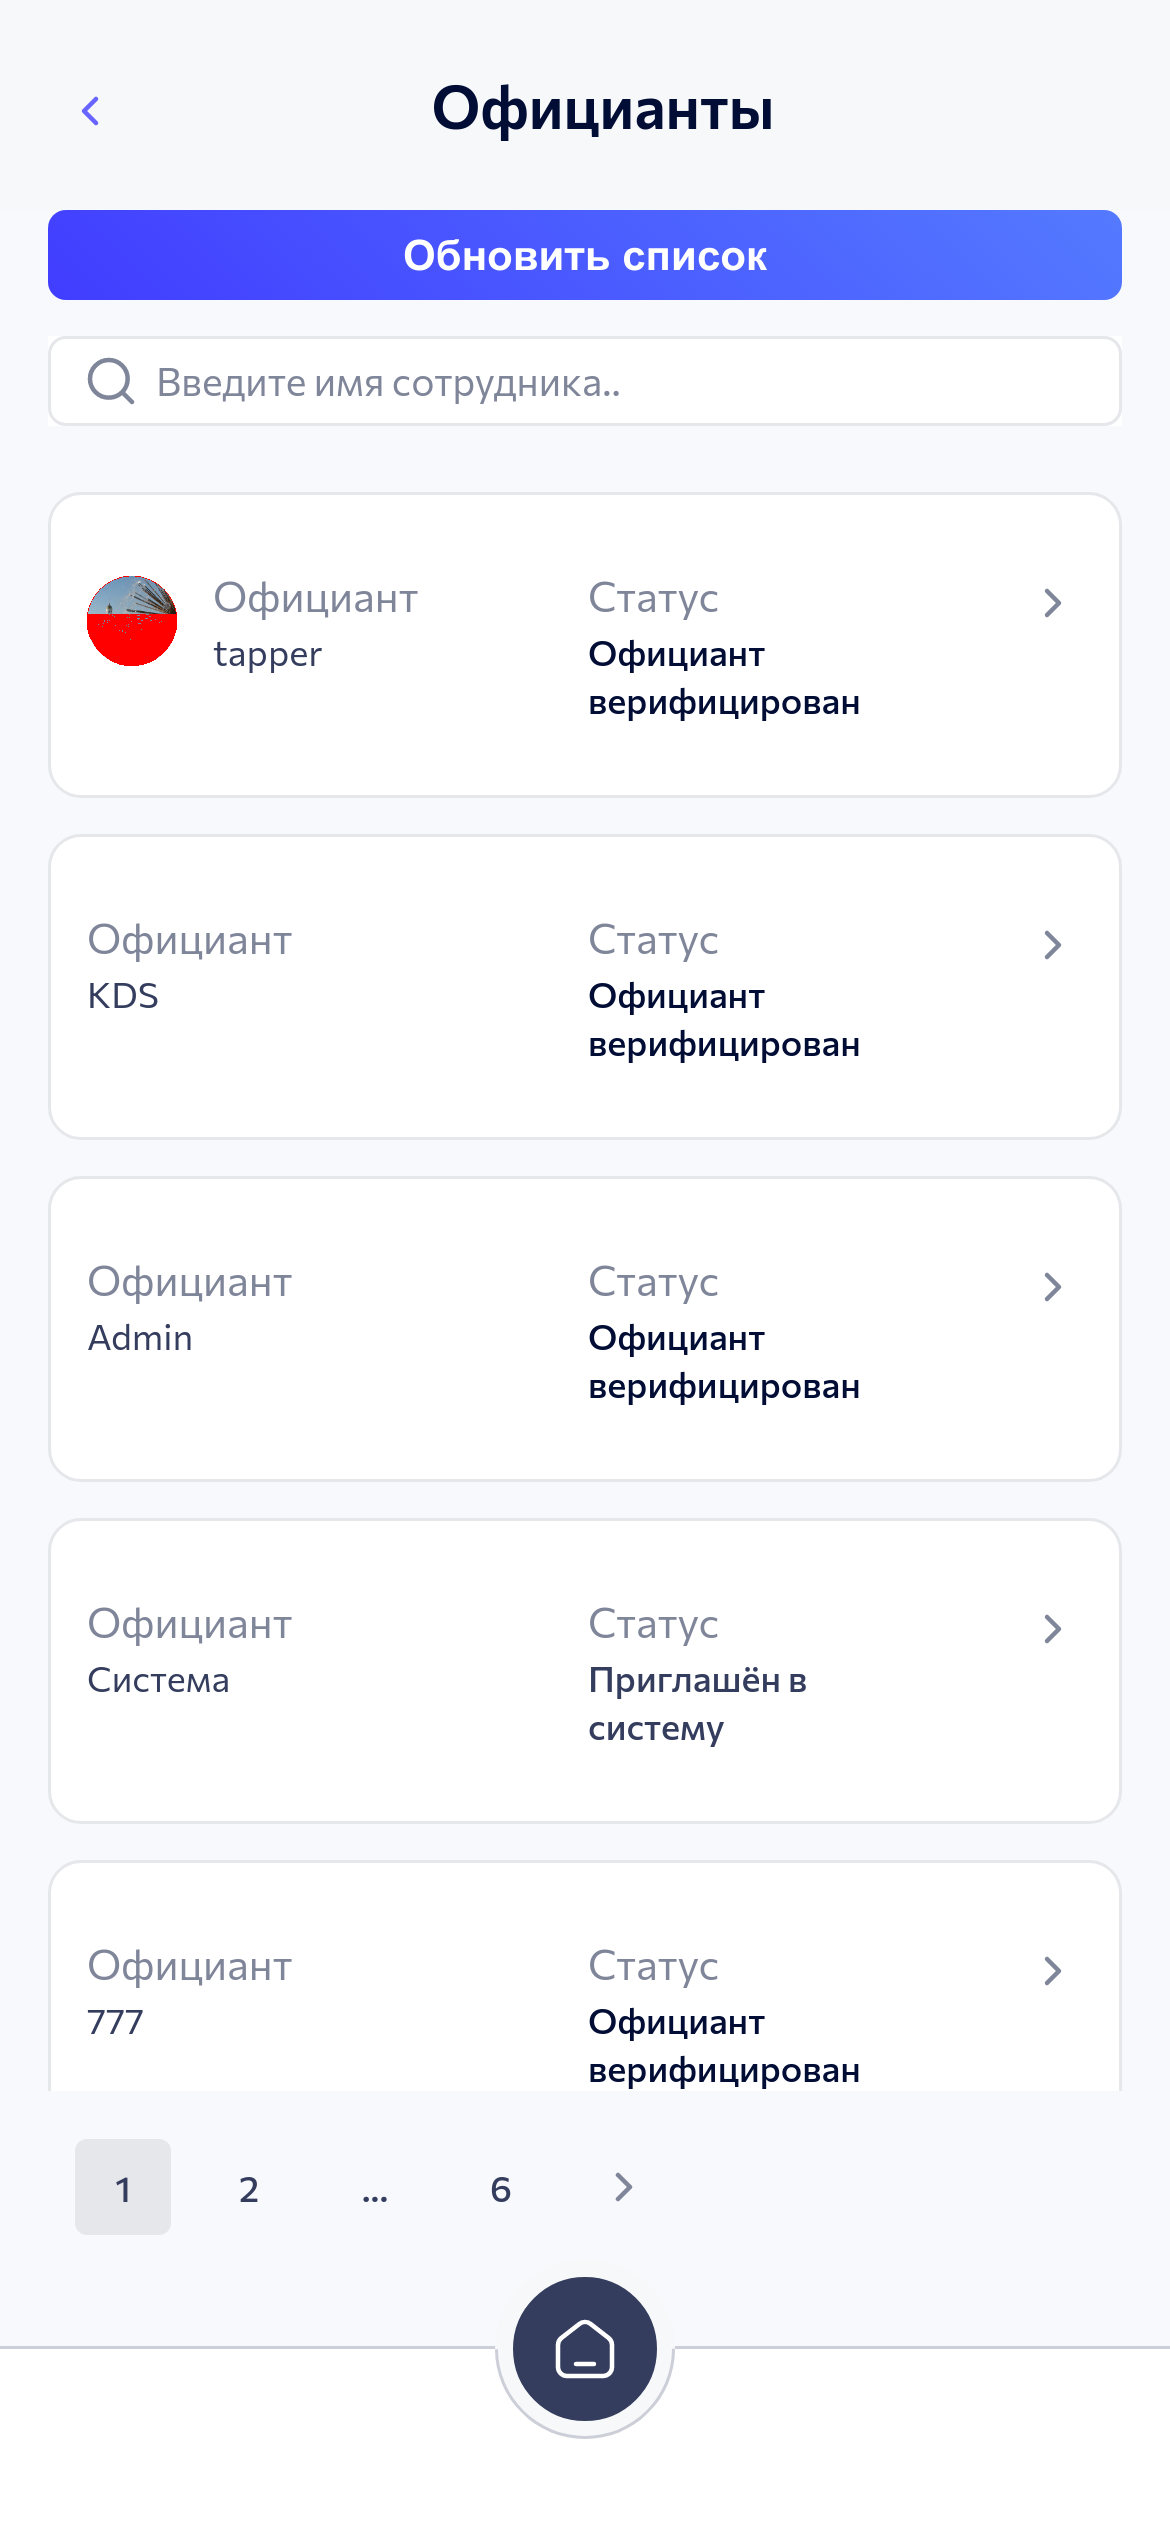 Официанты
Обновить список
Введите имя сотрудника..
Официант
tapper
Статус
Официант
верифицирован
Официант
KDS
Статус
Официант
верифицирован
Официант
Admin
Статус
Официант
верифицирован
Официант
Система
Статус
Приглашён в
систему
Официант
777
Статус
Официант
верифицирован
1 2 ... 6